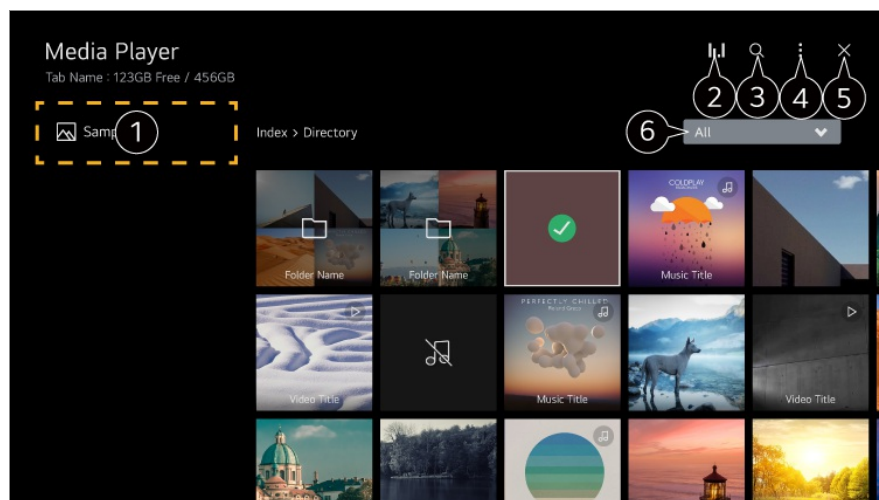 Media Player
Tab Name : 123GB Free / 456GB
2 3 4 5
1
Index > Directory
6
All
COLDPLAY
Folder Name
Folder Name
Music Title
PERFECTLY CHILLED
Video Title
Music Title
Video Title